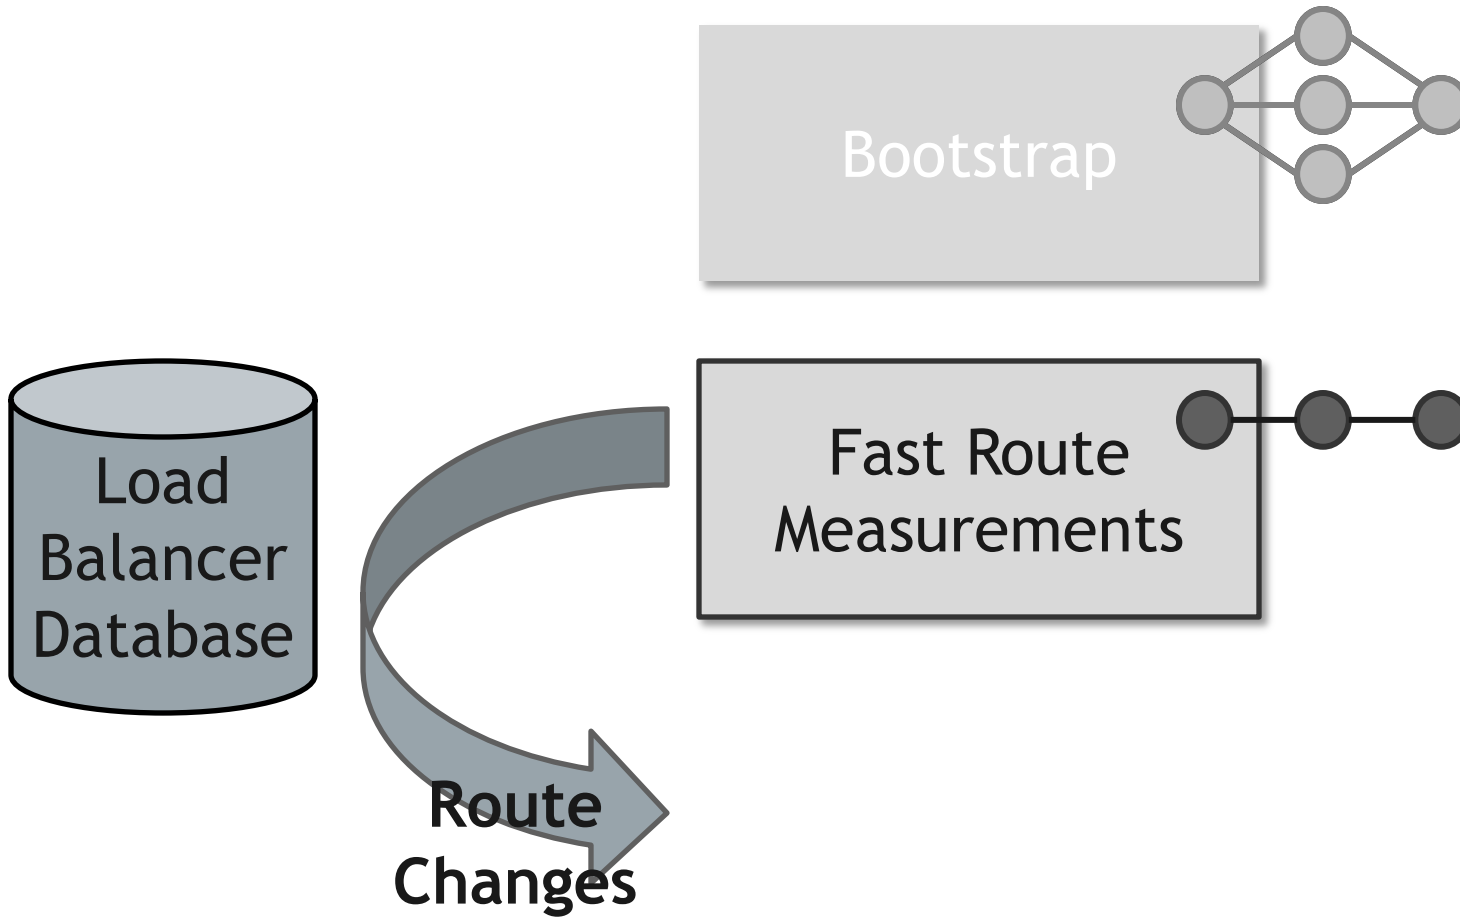 Bootstrap
Load
Balancer
Database
Fast Route
Measurements
Route
Changes